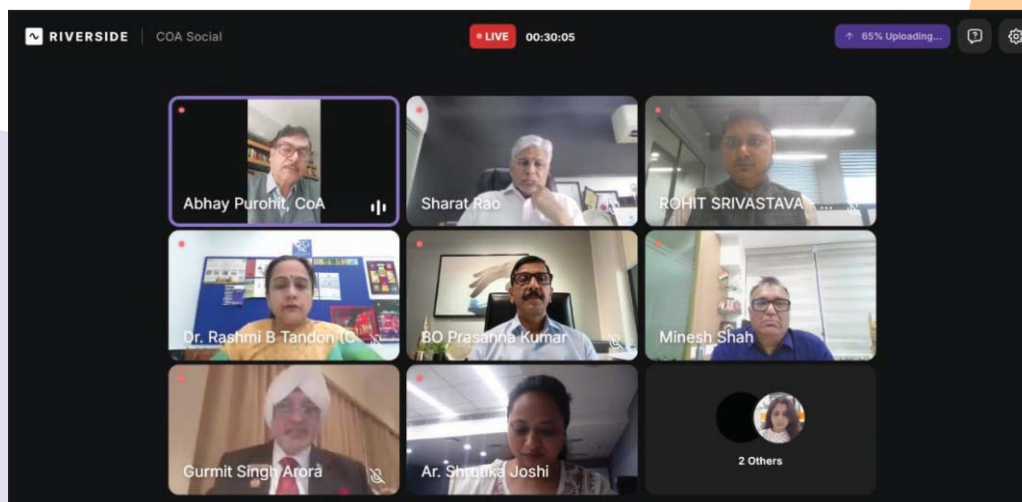 RIVERSIDE
COA Social
LIVE
00:30:05
65% Uploading...
Abhay Purohit, CoA
Sharat Rao
ROHIT SRIVASTAVA - ...
Dr. Rashmi B Tandon (C
BO Prasanna Kumar
Minesh Shah
Gurmit Singh Arora
Ar. Shrutika Joshi
2 Others